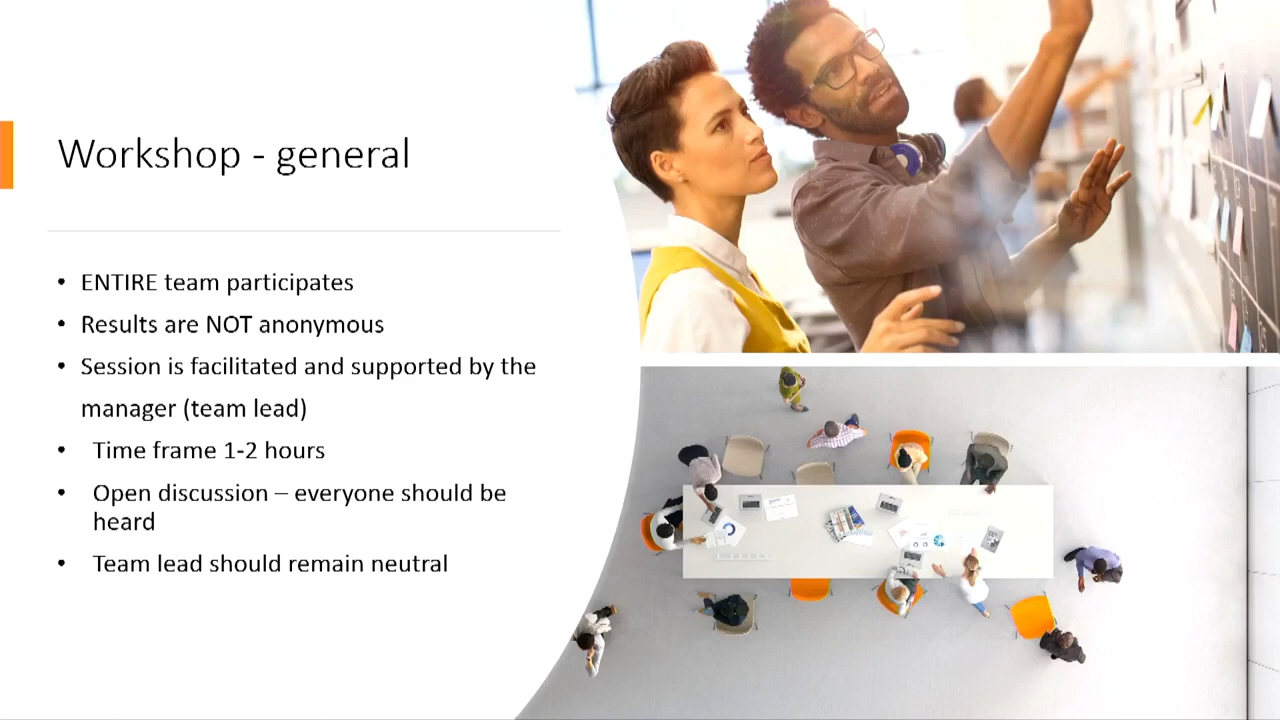 Workshop - general
• ENTIRE team participates
• Results are NOT anonymous
• Session is facilitated and supported by the
manager (team lead)
• Time frame 1-2 hours
• Open discussion – everyone should be
heard
• Team lead should remain neutral